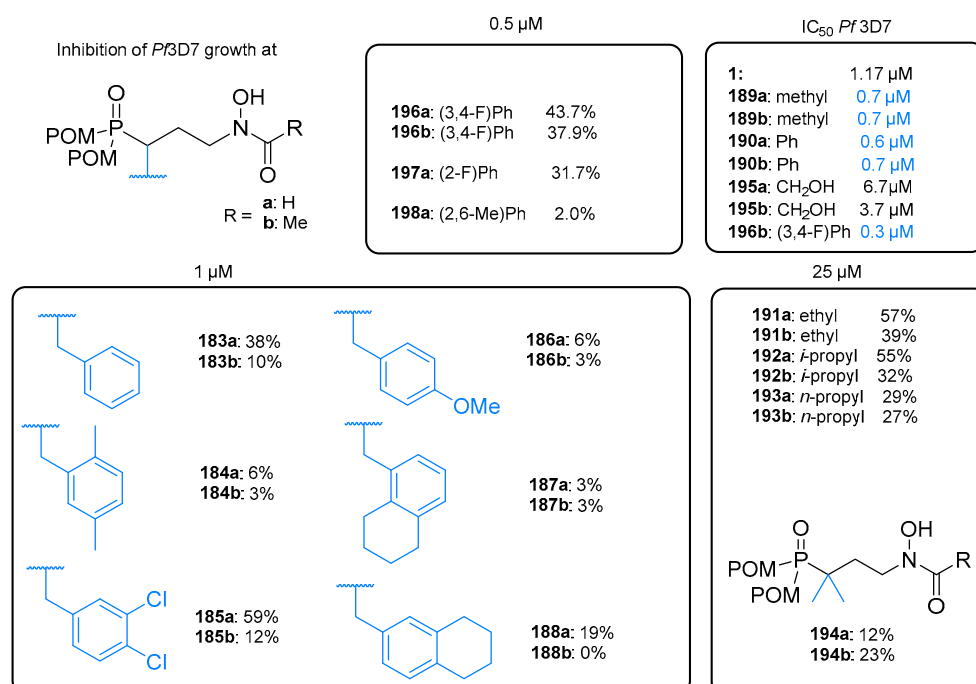 Inhibition of Pf3D7 growth at
O
P
POM
POM
OH
N
R
O
R =
a: H
b: Me
0.5 µM
196a: (3,4-F)Ph 43.7%
196b: (3,4-F)Ph 37.9%
197a: (2-F)Ph 31.7%
198a: (2,6-Me)Ph 2.0%
IC50 Pf 3D7
1: 1.17 µM
189a: methyl 0.7 µM
189b: methyl 0.7 µM
190a: Ph 0.6 µM
190b: Ph 0.7 µM
195a: CH2OH 6.7µM
195b: CH2OH 3.7 µM
196b: (3,4-F)Ph 0.3 µM
1 µM
183a: 38%
183b: 10%
OMe
186a: 6%
186b: 3%
184a: 6%
184b: 3%
187a: 3%
187b: 3%
Cl
Cl
185a: 59%
185b: 12%
188a: 19%
188b: 0%
25 µM
191a: ethyl 57%
191b: ethyl 39%
192a: i-propyl 55%
192b: i-propyl 32%
193a: n-propyl 29%
193b: n-propyl 27%
O
P
POM
POM
OH
N
R
O
194a: 12%
194b: 23%